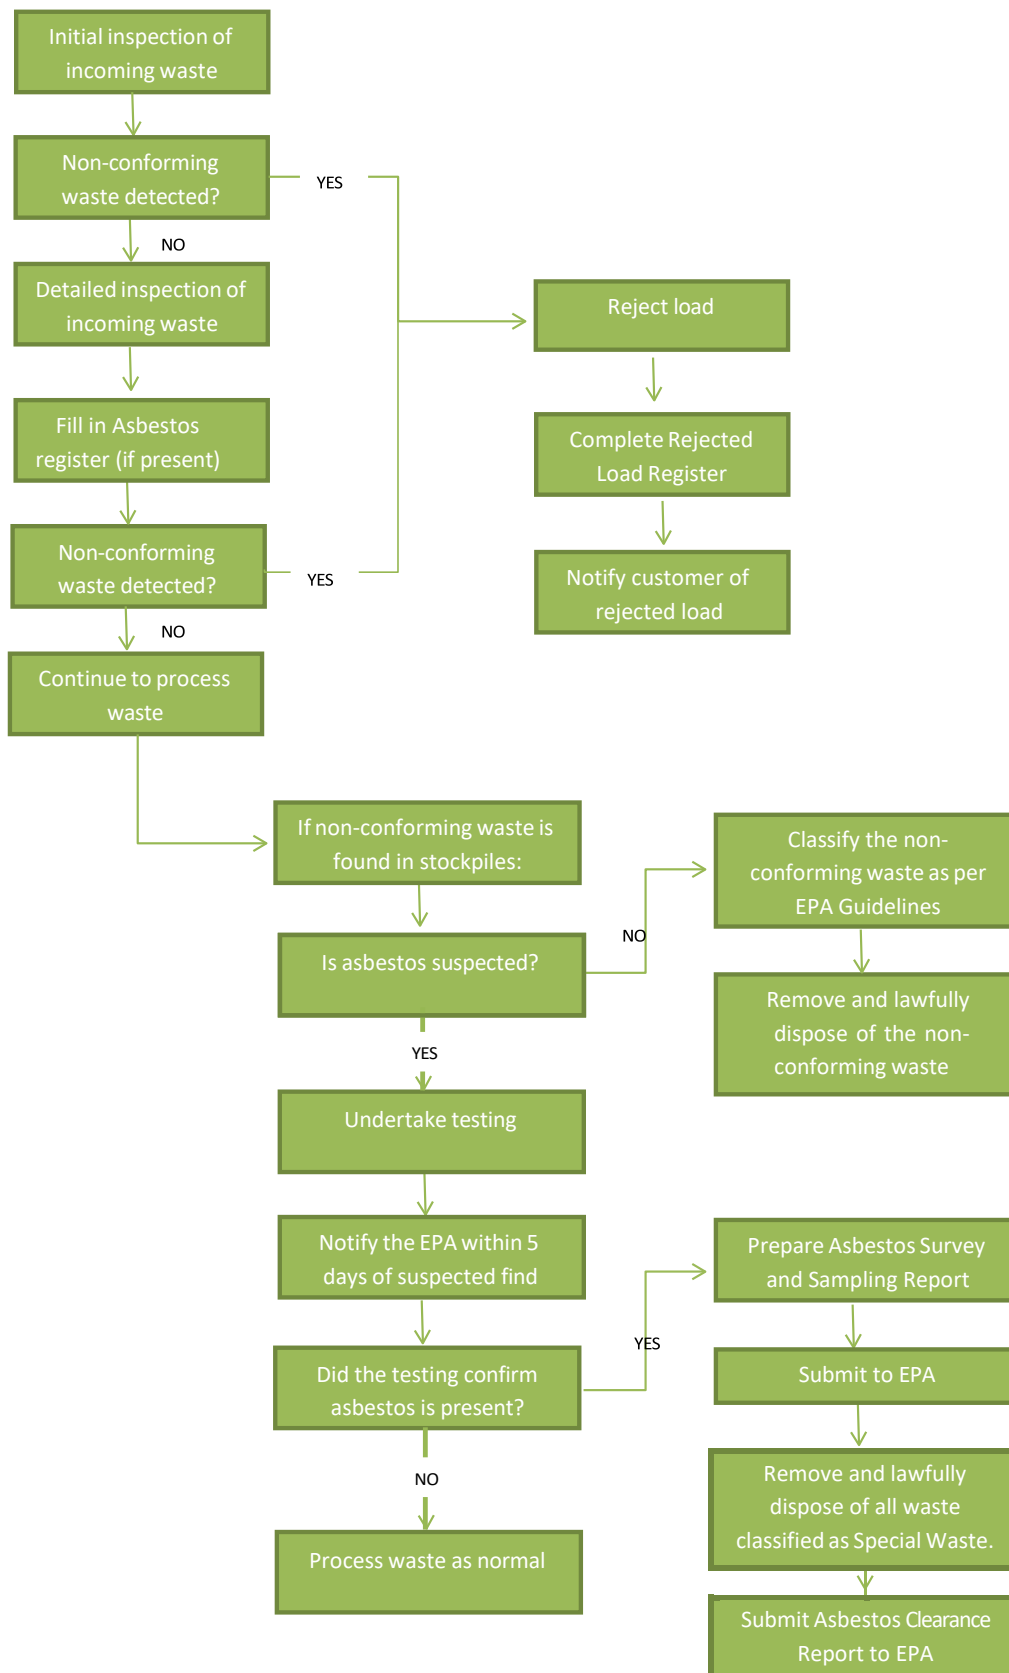 Initial inspection of
incoming waste
Non-conforming
waste detected?
YES
NO
Detailed inspection of
incoming waste
Fill in Asbestos
register (if present)
Non-conforming
waste detected?
YES
NO
Continue to process
waste
Reject load
Complete Rejected
Load Register
Notify customer of
rejected load
If non-conforming waste is
found in stockpiles:
Is asbestos suspected?
NO
Classify the non-
conforming waste as per
EPA Guidelines
Remove and lawfully
dispose of the non-
conforming waste
YES
Undertake testing
Notify the EPA within 5
days of suspected find
Did the testing confirm
asbestos is present?
YES
Prepare Asbestos Survey
and Sampling Report
Submit to EPA
Remove and lawfully
dispose of all waste
classified as Special Waste.
Submit Asbestos Clearance
Report to EPA
NO
Process waste as normal